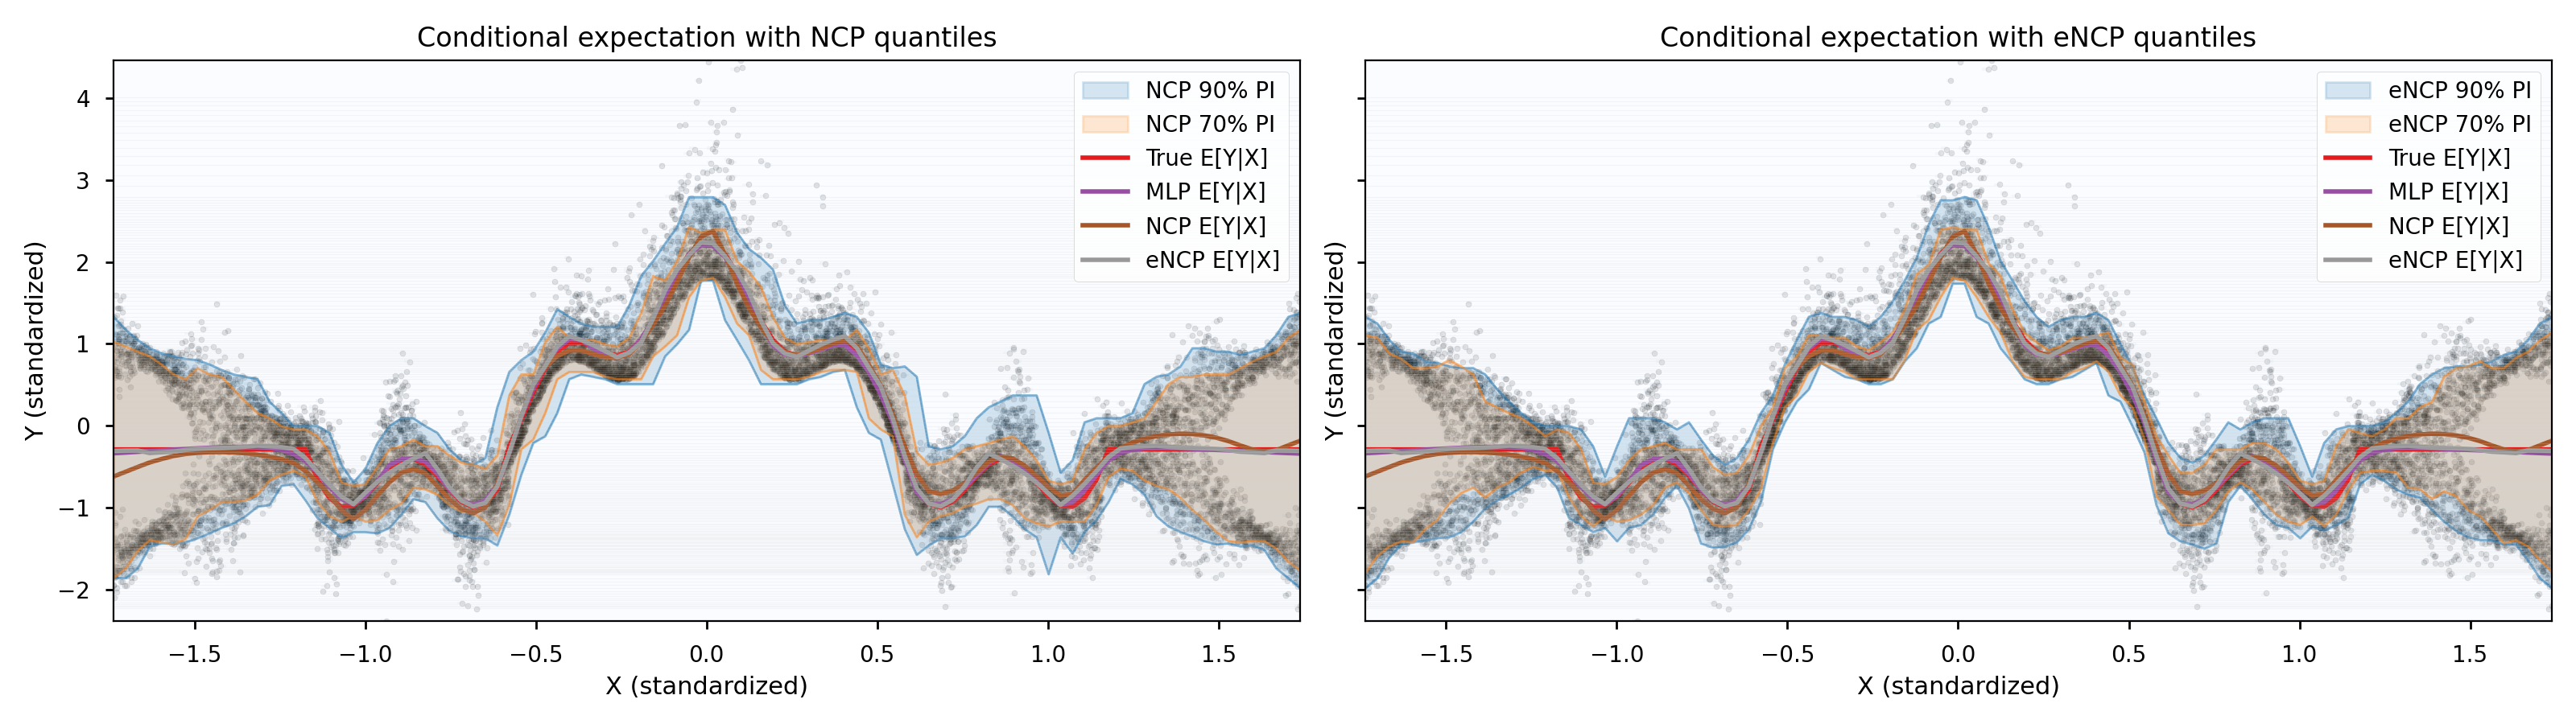 Conditional expectation with NCP quantiles
NCP 90% PI
NCP 70% PI
True E[Y|X]
MLP E[Y|X]
NCP E[Y|X]
eNCP E[Y|X]
Y (standardized)
4
3
2
1
0
−1
−2
−1.5 −1.0 −0.5 0.0 0.5 1.0 1.5
X (standardized)
Conditional expectation with eNCP quantiles
eNCP 90% PI
eNCP 70% PI
True E[Y|X]
MLP E[Y|X]
NCP E[Y|X]
eNCP E[Y|X]
Y (standardized)
−1.5 −1.0 −0.5 0.0 0.5 1.0 1.5
X (standardized)